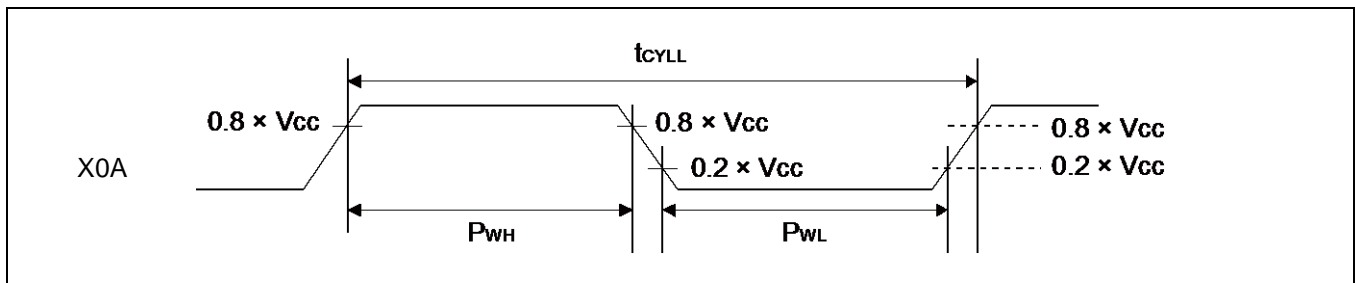 tCYLL
0.8 × Vcc
0.8 × Vcc
0.8 × Vcc
X0A
0.2 × Vcc
0.2 × Vcc
PWH
PWL